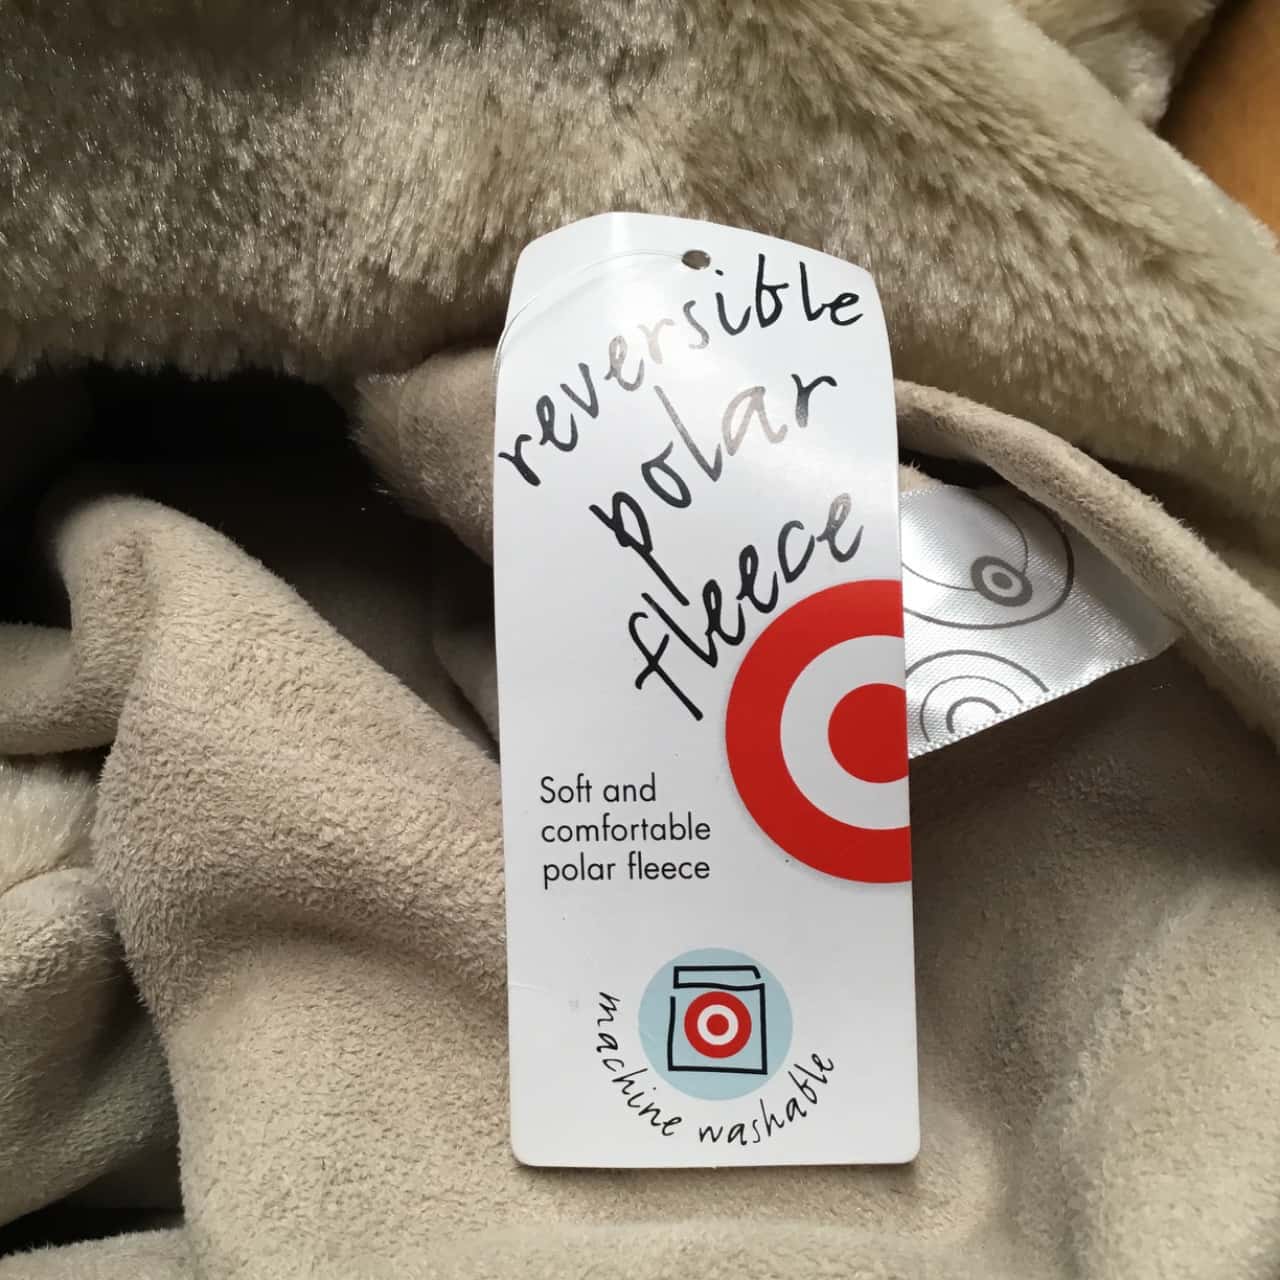 reversible
polar
fleece
Soft and
comfortable
polar fleece
machine washable